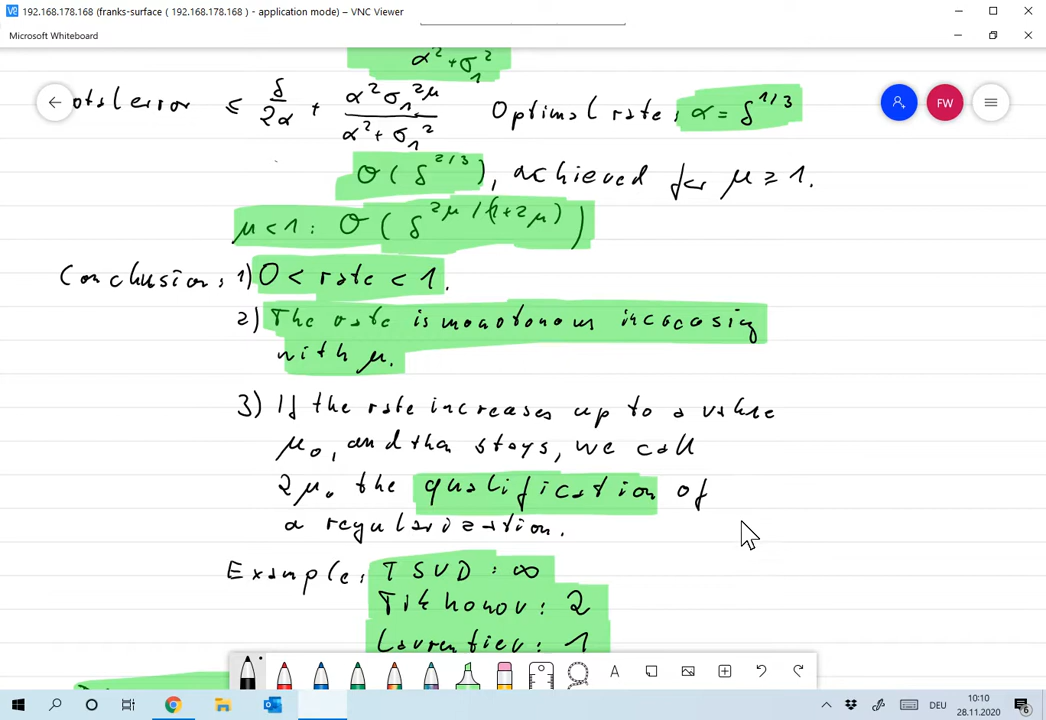 192.168.178.168 (franks-surface ( 192.168.178.168 ) - application mode) – VNC Viewer
Microsoft Whiteboard
α² + σ₁²
otal error ≤ δ/2α + α² σ₁^2μ / α² + σ₁² Optimal rate: α = δ^1/3
O(δ^2/3), achieved for μ ≥ 1.
μ < 1: O(δ^2μ/(1+2μ))
FW
Conclusion: 1) 0 < rate < 1.
2) The rate is monotonous increasing
with μ.
3) If the rate increases up to a value
μ₀, and than stays, we call
2μ₀ the qualification of
a regularization.
Example: TSVD: ∞
Tikhonov: 2
Lavrentiev: 1
A
DEU
10:10
28.11.2020
6